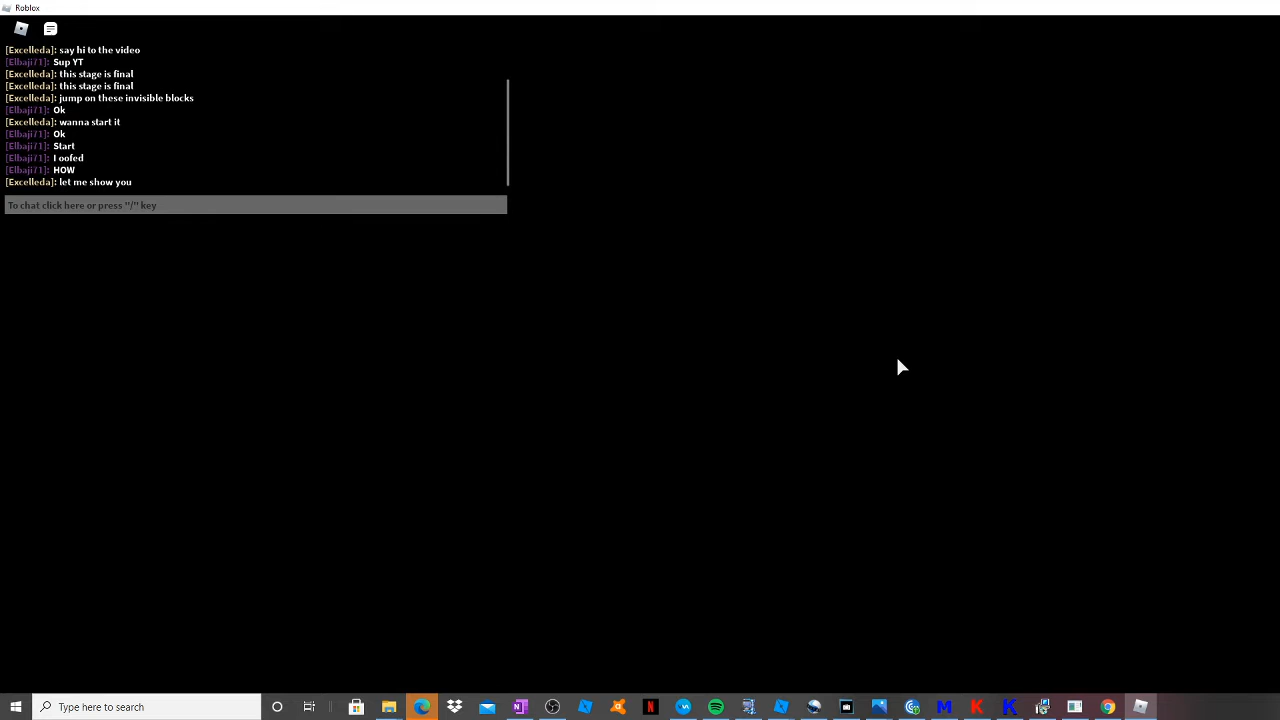 Roblox
[Excelleda]: say hi to the video
[Elbaji71]: Sup YT
[Excelleda]: this stage is final
[Excelleda]: this stage is final
[Excelleda]: jump on these invisible blocks
[Elbaji71]: Ok
[Excelleda]: wanna start it
[Elbaji71]: Ok
[Elbaji71]: Start
[Elbaji71]: I oofed
[Elbaji71]: HOW
[Excelleda]: let me show you
To chat click here or press "/" key
Type here to search